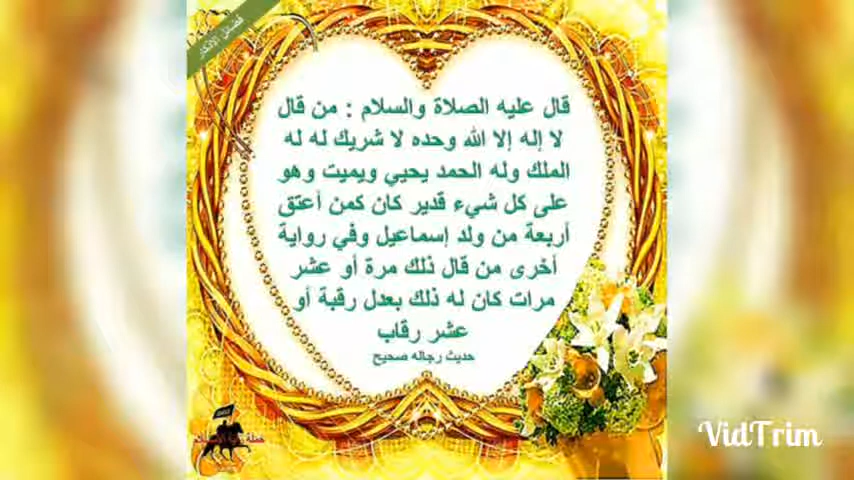 فضائل الأذكار
قال عليه الصلاة والسلام : من قال
لا إله إلا الله وحده لا شريك له له
الملك وله الحمد يحيي ويميت وهو
على كل شيء قدير كان كمن أعتق
أربعة من ولد إسماعيل وفي رواية
أخرى من قال ذلك مرة أو عشر
مرات كان له ذلك بعدل رقبة أو
عشر رقاب
حديث رجاله صحيح
VidTrim